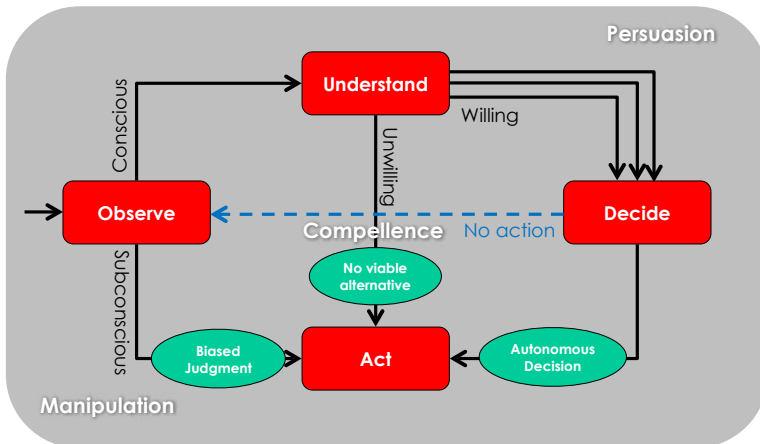 Persuasion
Understand
Conscious
Willing
Unwilling
Observe
Decide
Compellence
No action
Subconscious
No viable
alternative
Biased
Judgment
Act
Autonomous
Decision
Manipulation